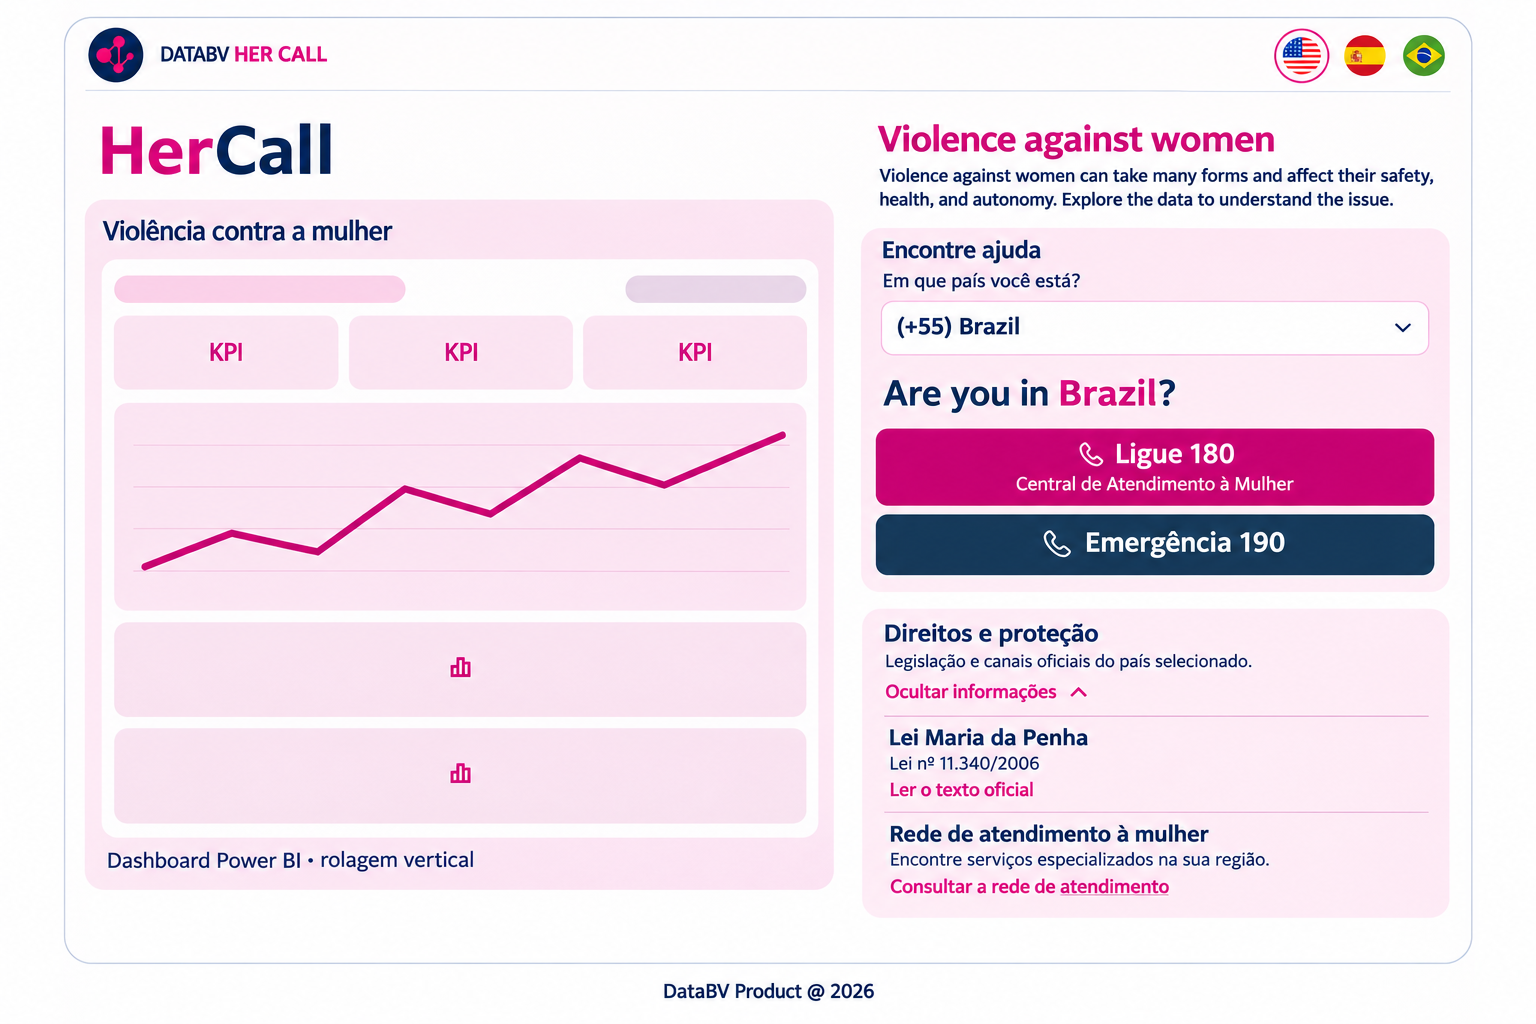 DATABV HER CALL
HerCall
Violência contra a mulher
KPI
KPI
KPI
Dashboard Power BI • rolagem vertical
Violence against women
Violence against women can take many forms and affect their safety,
health, and autonomy. Explore the data to understand the issue.
Encontre ajuda
Em que país você está?
(+55) Brazil
Are you in Brazil?
Ligue 180
Central de Atendimento à Mulher
Emergência 190
Direitos e proteção
Legislação e canais oficiais do país selecionado.
Ocultar informações
Lei Maria da Penha
Lei nº 11.340/2006
Ler o texto oficial
Rede de atendimento à mulher
Encontre serviços especializados na sua região.
Consultar a rede de atendimento
DataBV Product @ 2026